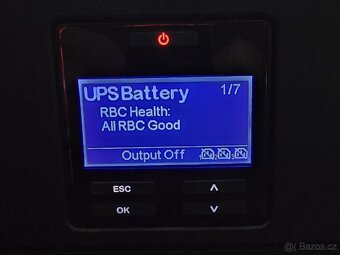 UPS Battery 1/7
RBC Health:
All RBC Good
Output Off
ESC
OK
Bazos.cz